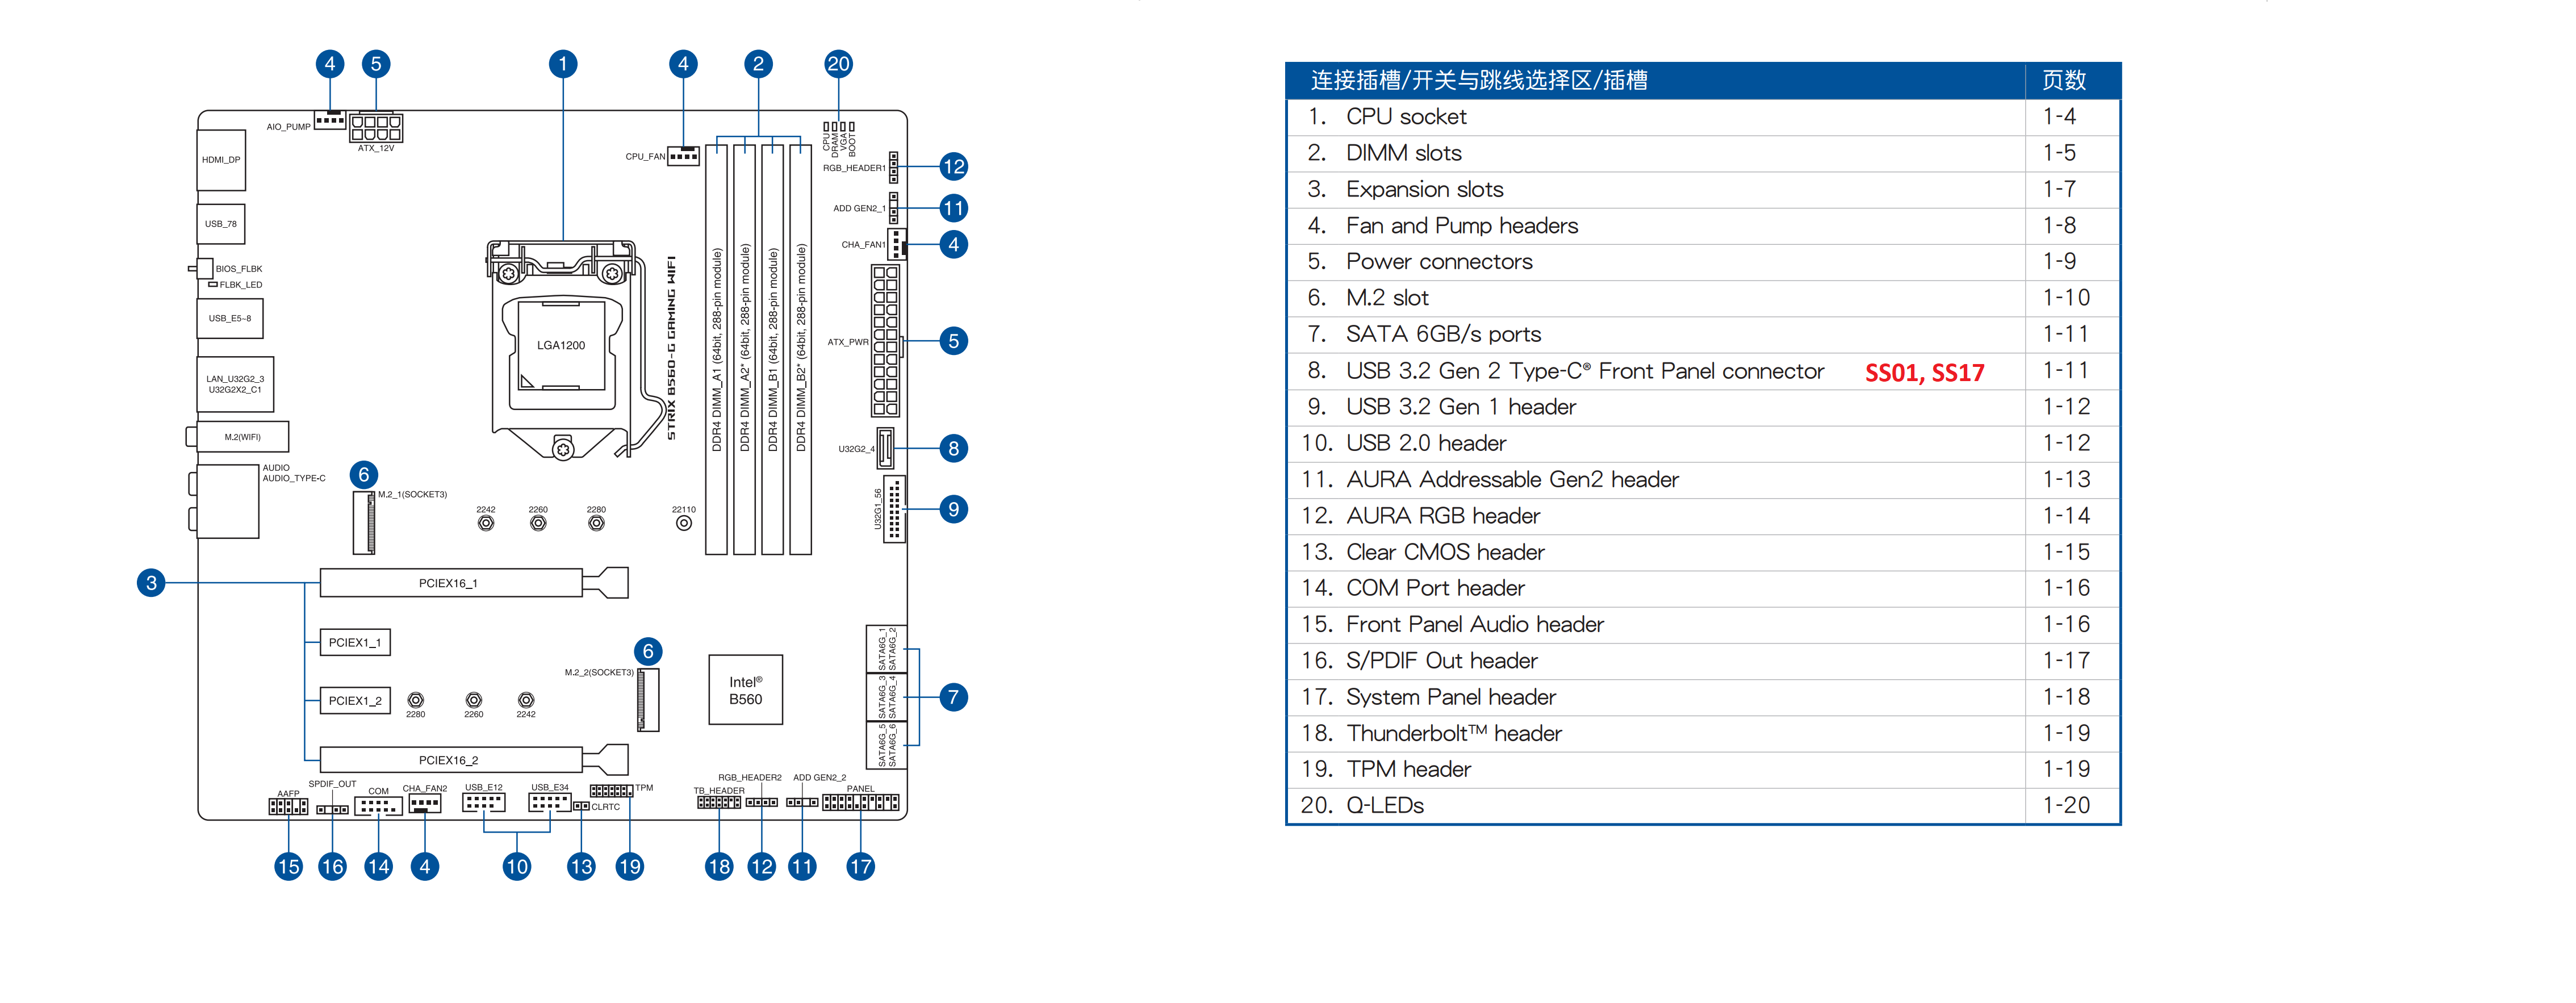 4
5
1
4
2
20
AIO_PUMP
ATX_12V
CPU_FAN
CPU
DRAM
VGA
BOOT
HDMI_DP
RGB_HEADER1
12
USB_78
ADD GEN2_1
11
CHA_FAN1
4
BIOS_FLBK
FLBK_LED
USB_E5~8
LGA1200
STRIX B560-G GAMING WIFI
DDR4 DIMM_A1 (64bit, 288-pin module)
DDR4 DIMM_A2* (64bit, 288-pin module)
DDR4 DIMM_B1 (64bit, 288-pin module)
DDR4 DIMM_B2* (64bit, 288-pin module)
ATX_PWR
5
LAN_U32G2_3
U32G2X2_C1
M.2(WIFI)
U32G2_4
8
AUDIO
AUDIO_TYPE-C
6
M.2_1(SOCKET3)
2242
2260
2280
22110
U32G1_56
9
3
PCIEX16_1
PCIEX1_1
6
M.2_2(SOCKET3)
Intel®
B560
SATA6G_1
SATA6G_2
SATA6G_3
SATA6G_4
SATA6G_5
SATA6G_6
7
PCIEX1_2
2280
2260
2242
PCIEX16_2
AAFP
SPDIF_OUT
COM
CHA_FAN2
USB_E12
USB_E34
CLRTC
TPM
TB_HEADER
RGB_HEADER2
ADD GEN2_2
PANEL
15
16
14
4
10
13
19
18
12
11
17
连接插槽/开关与跳线选择区/插槽 页数
1. CPU socket 1-4
2. DIMM slots 1-5
3. Expansion slots 1-7
4. Fan and Pump headers 1-8
5. Power connectors 1-9
6. M.2 slot 1-10
7. SATA 6GB/s ports 1-11
8. USB 3.2 Gen 2 Type-C® Front Panel connector SS01, SS17 1-11
9. USB 3.2 Gen 1 header 1-12
10. USB 2.0 header 1-12
11. AURA Addressable Gen2 header 1-13
12. AURA RGB header 1-14
13. Clear CMOS header 1-15
14. COM Port header 1-16
15. Front Panel Audio header 1-16
16. S/PDIF Out header 1-17
17. System Panel header 1-18
18. Thunderbolt™ header 1-19
19. TPM header 1-19
20. Q-LEDs 1-20